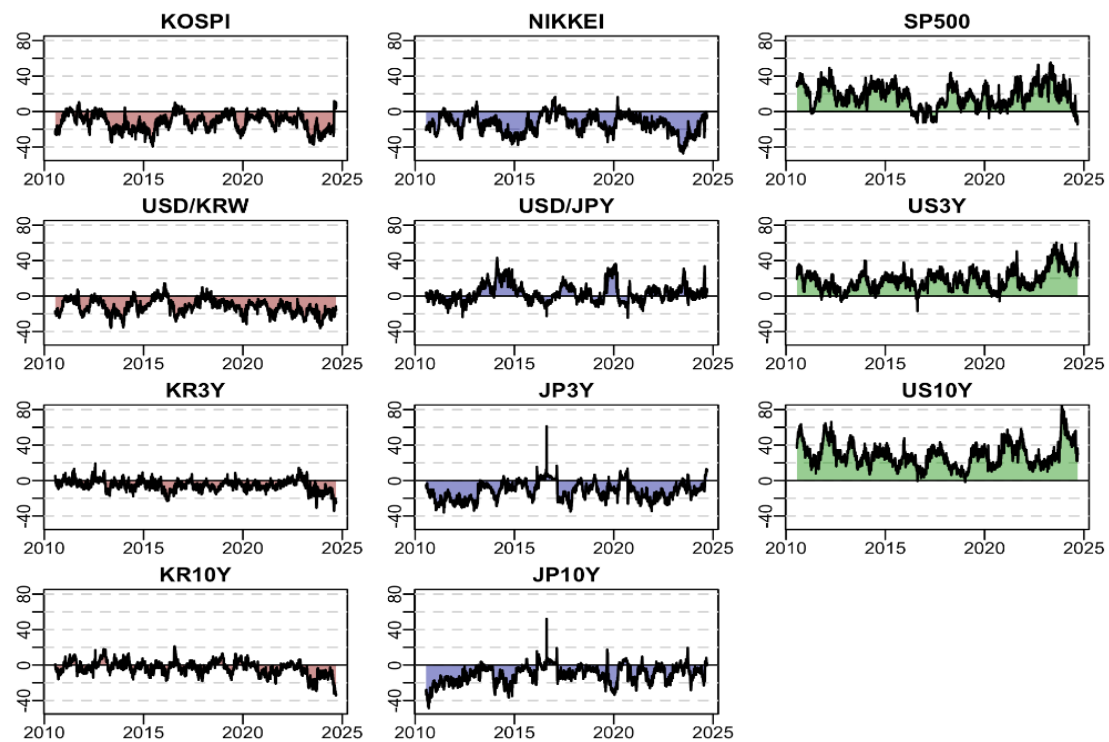 KOSPI NIKKEI SP500
80 80 80
40 40 40
0 0 0
-40 -40 -40
2010 2015 2020 2025 2010 2015 2020 2025 2010 2015 2020 2025
USD/KRW USD/JPY US3Y
80 80 80
40 40 40
0 0 0
-40 -40 -40
2010 2015 2020 2025 2010 2015 2020 2025 2010 2015 2020 2025
KR3Y JP3Y US10Y
80 80 80
40 40 40
0 0 0
-40 -40 -40
2010 2015 2020 2025 2010 2015 2020 2025 2010 2015 2020 2025
KR10Y JP10Y
80 80
40 40
0 0
-40 -40
2010 2015 2020 2025 2010 2015 2020 2025